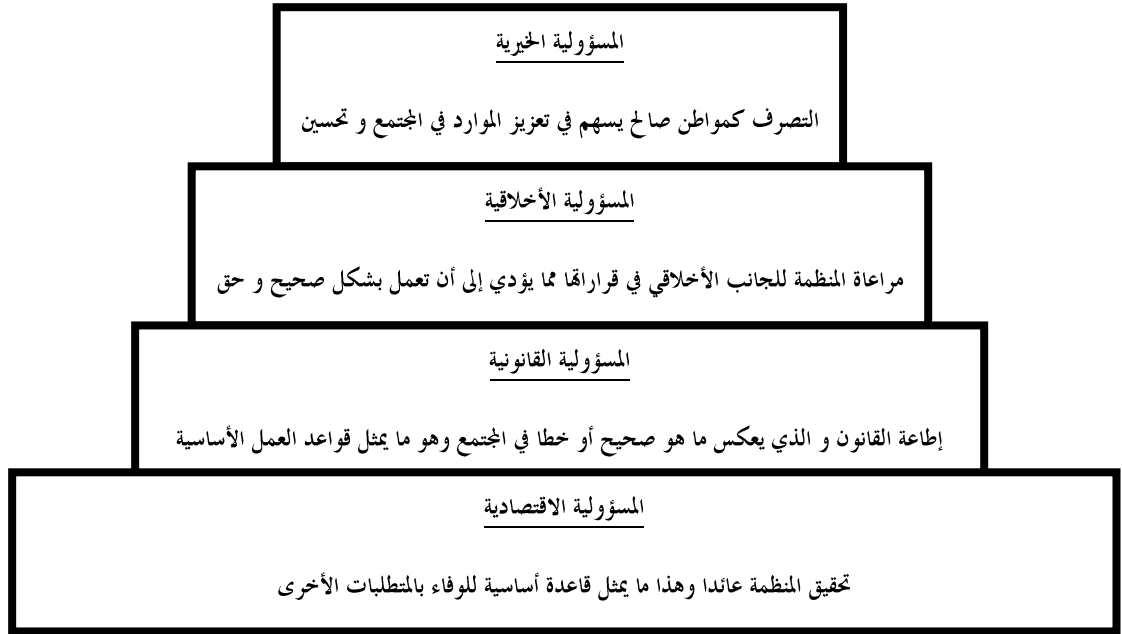 المسؤولية الخيرية
التصرف كمواطن صالح يسهم في تعزيز الموارد في المجتمع و تحسين
المسؤولية الأخلاقية
مراعاة المنظمة للجانب الأخلاقي في قراراتها مما يؤدي إلى أن تعمل بشكل صحيح و حق
المسؤولية القانونية
إطاعة القانون و الذي يعكس ما هو صحيح أو خطا في المجتمع وهو ما يمثل قواعد العمل الأساسية
المسؤولية الاقتصادية
تحقيق المنظمة عائدا وهذا ما يمثل قاعدة أساسية للوفاء بالمتطلبات الأخرى